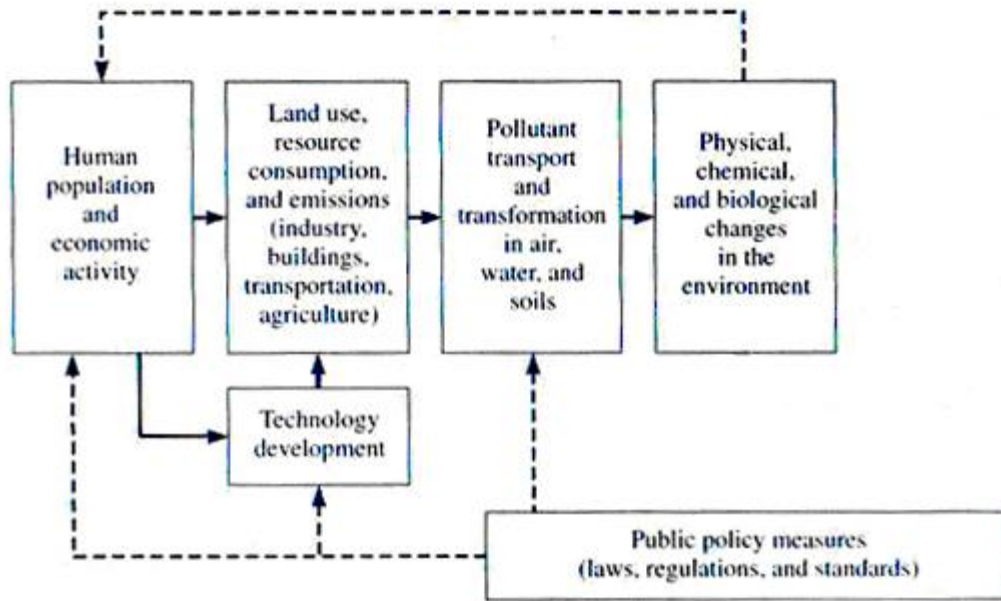 Human
population
and
economic
activity
Land use,
resource
consumption,
and emissions
(industry,
buildings,
transportation,
agriculture)
Pollutant
transport
and
transformation
in air,
water, and
soils
Physical,
chemical,
and biological
changes
in the
environment
Technology
development
Public policy measures
(laws, regulations, and standards)